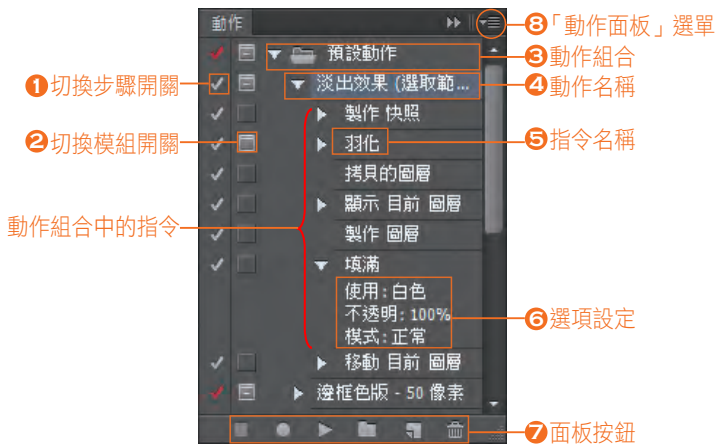 動作
❽「動作面板」選單
預設動作
❸動作組合
❶切換步驟開關
淡出效果 (選取範...
❹動作名稱
製作 快照
❷切換模組開關
羽化
❺指令名稱
拷貝的圖層
顯示 目前 圖層
動作組合中的指令
製作 圖層
填滿
使用：白色
不透明：100%
模式：正常
❻選項設定
移動 目前 圖層
邊框色版 - 50 像素
❼面板按鈕